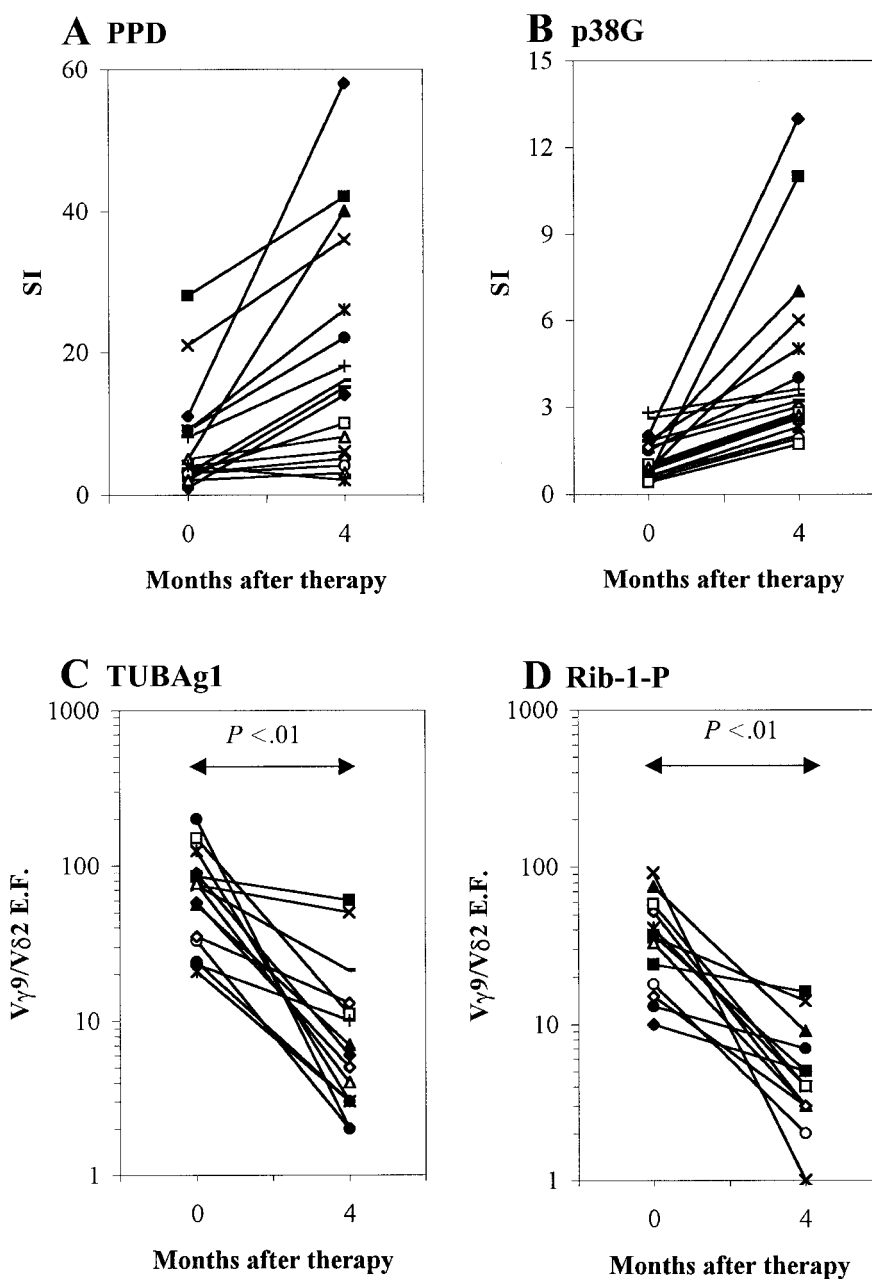 A PPD
60
40
20
0
SI
0 4
Months after therapy
B p38G
15
12
9
6
3
0
SI
0 4
Months after therapy
C TUBAg1
1000
100
10
1
Vγ9/Vδ2 E.F.
P <.01
0 4
Months after therapy
D Rib-1-P
1000
100
10
1
Vγ9/Vδ2 E.F.
P <.01
0 4
Months after therapy